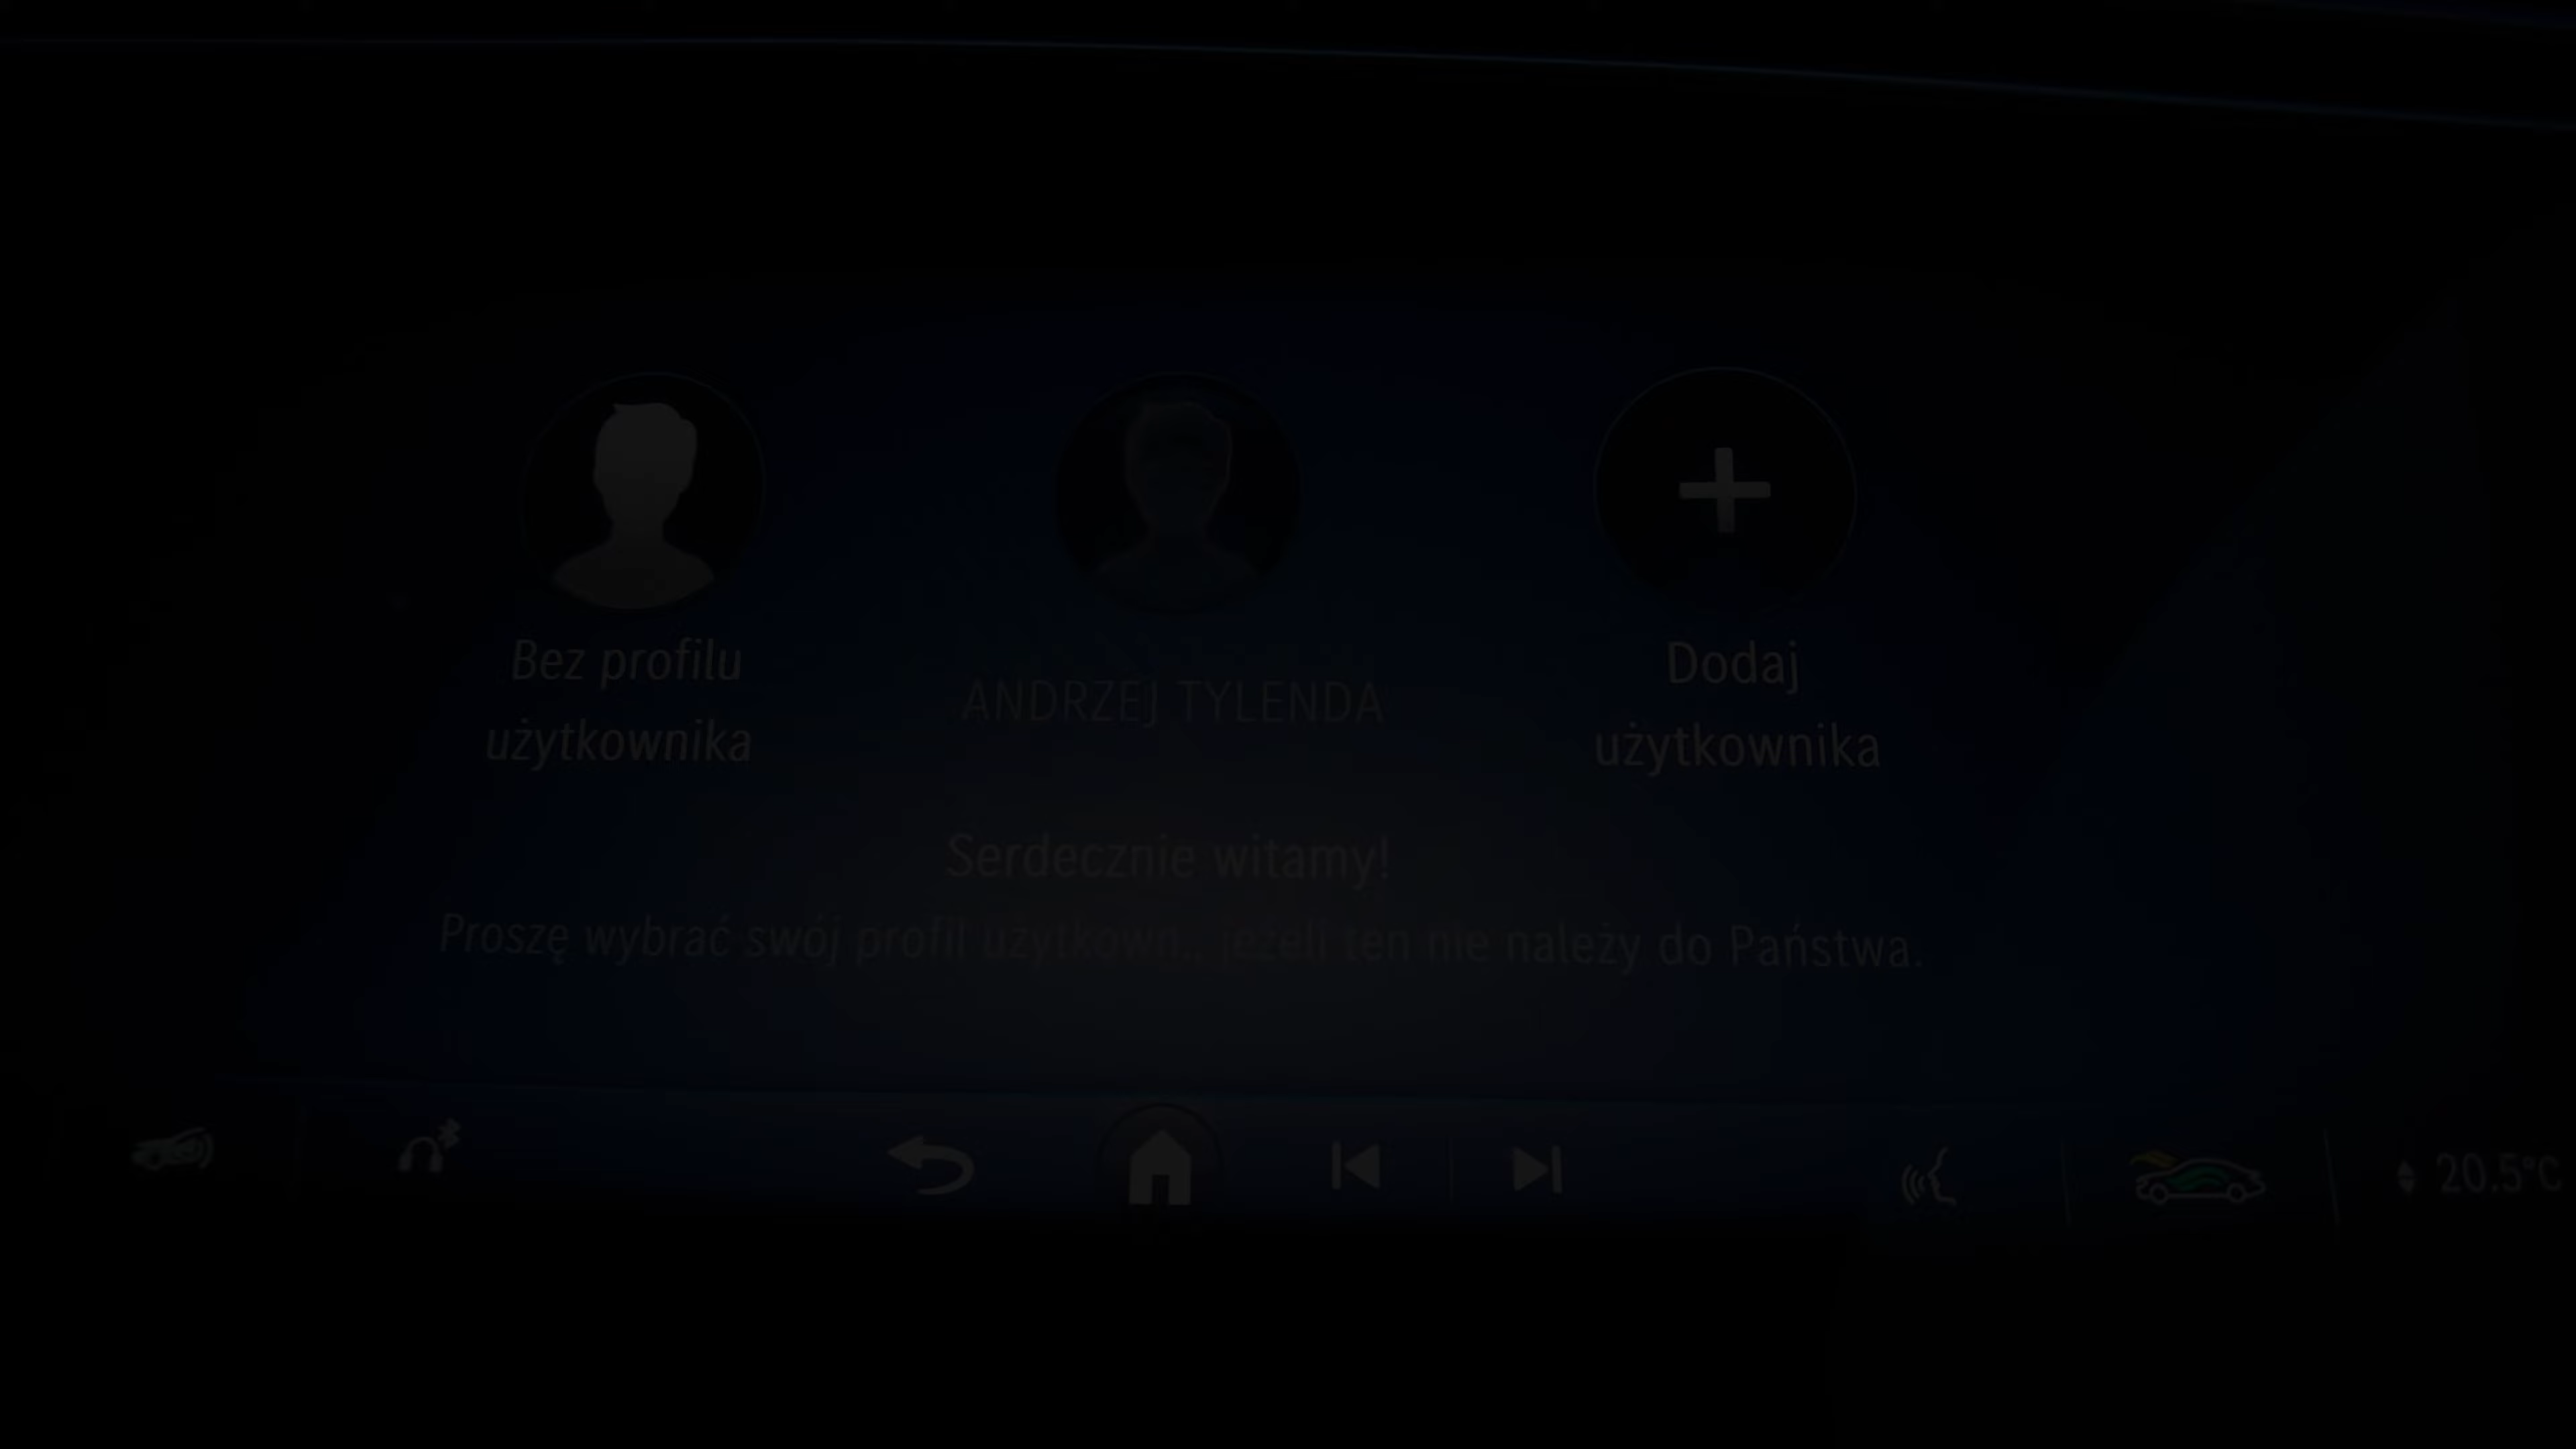 Bez profilu
użytkownika
ANDRZEJ TYLENDA
Dodaj
użytkownika
Serdecznie witamy!
Proszę wybrać swój profil użytkown., jeżeli ten nie należy do Państwa.
20.5°C